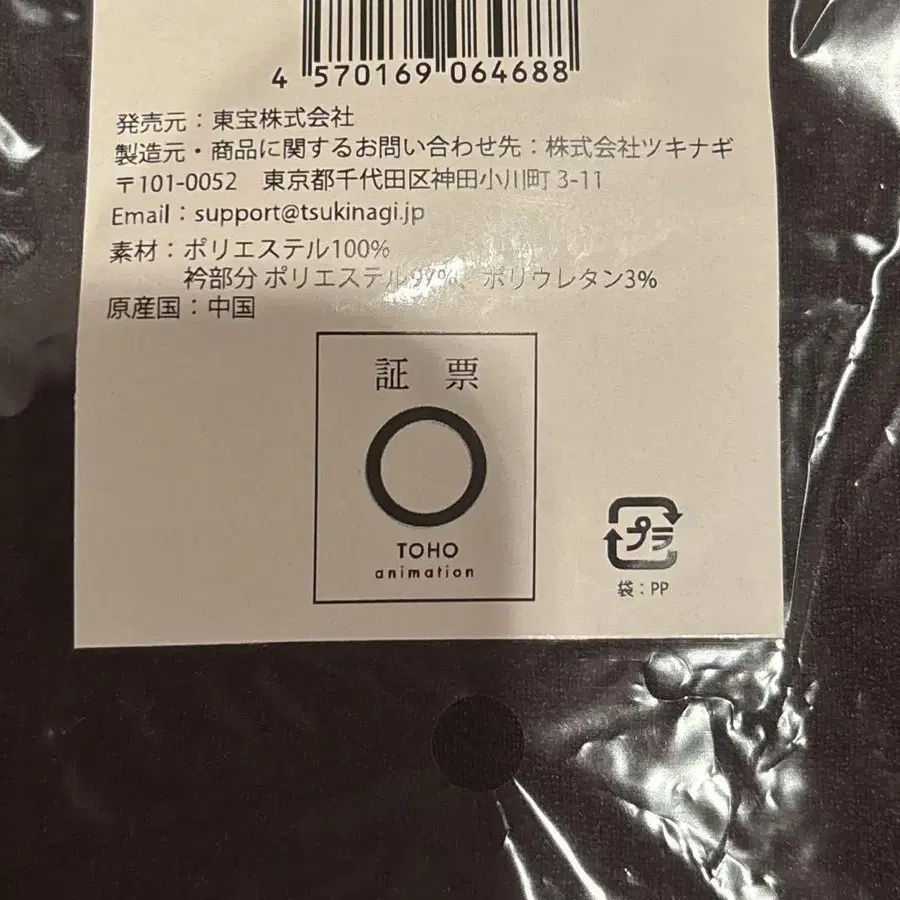 4 570169 064688
発売元：東宝株式会社
製造元・商品に関するお問い合わせ先：株式会社ツキナギ
〒101-0052 東京都千代田区神田小川町 3-11
Email：support@tsukinagi.jp
素材：ポリエステル100%
衿部分 ポリエステル97%、ポリウレタン3%
原産国：中国
証 票
TOHO
animation
プラ
袋：PP